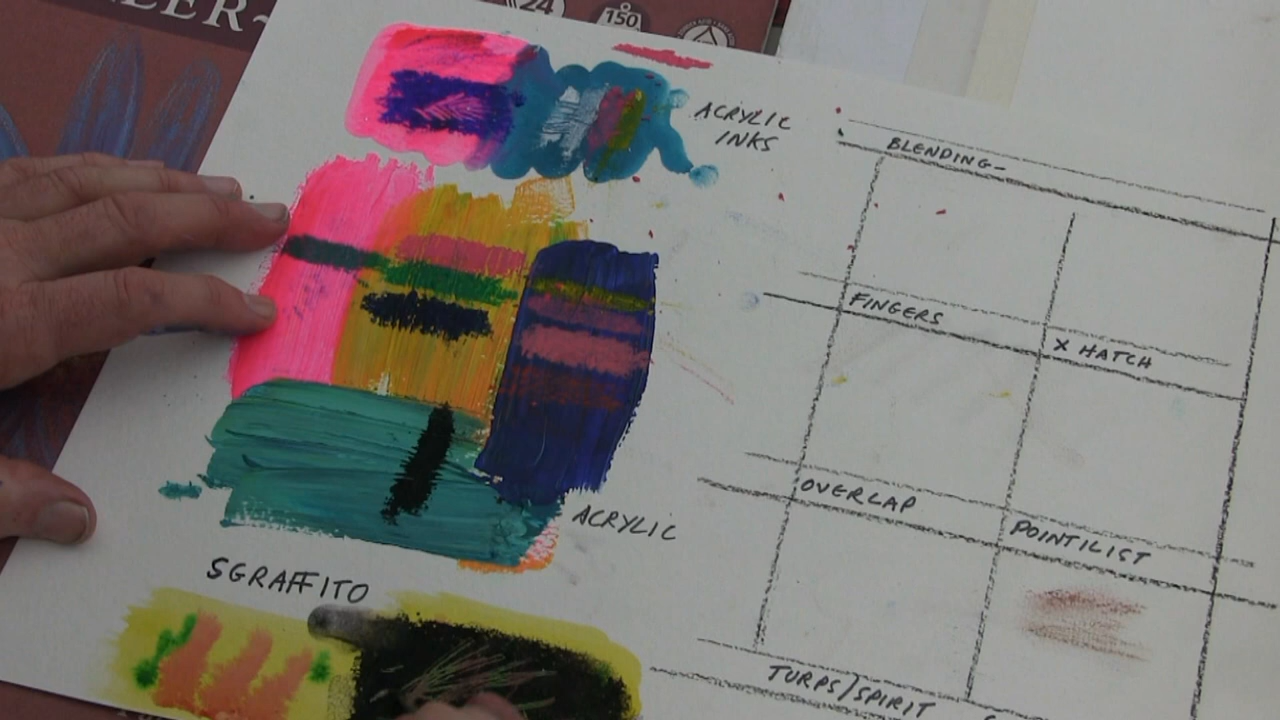 24
150
ACRYLIC
INKS
BLENDING-
FINGERS
X HATCH
OVERLAP
POINTILIST
ACRYLIC
SGRAFFITO
TURPS/SPIRIT